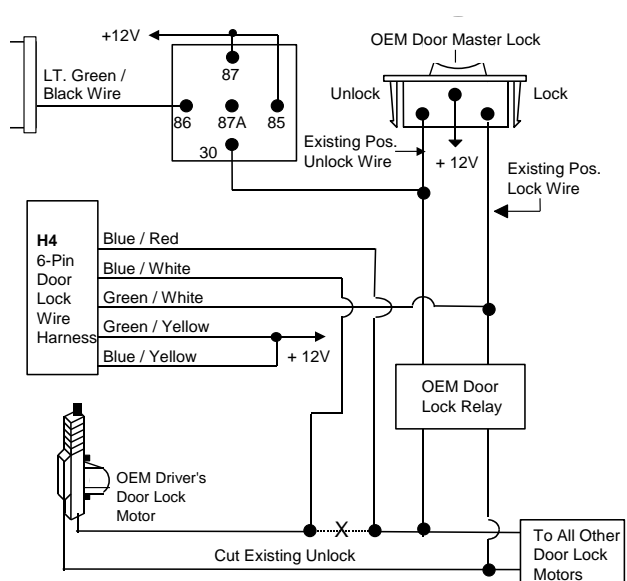 +12V
OEM Door Master Lock
87
LT. Green /
Black Wire
Unlock
Lock
86
87A
85
30
Existing Pos.
Unlock Wire
+ 12V
Existing Pos.
Lock Wire
H4
6-Pin
Door
Lock
Wire
Harness
Blue / Red
Blue / White
Green / White
Green / Yellow
Blue / Yellow
+ 12V
OEM Door
Lock Relay
OEM Driver's
Door Lock
Motor
X
Cut Existing Unlock
To All Other
Door Lock
Motors